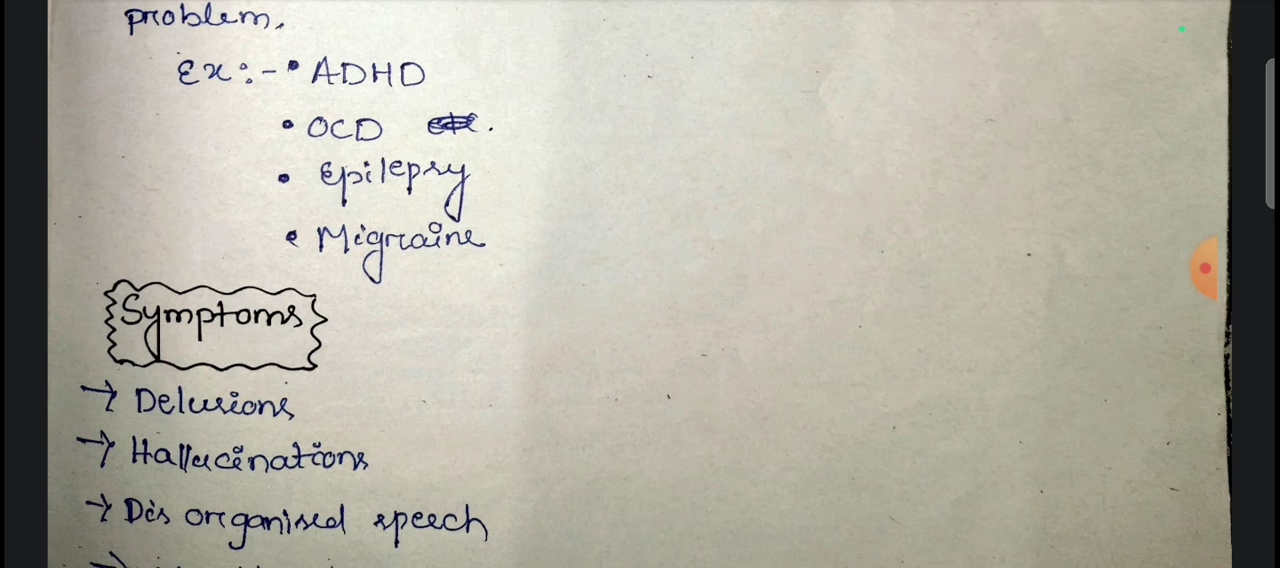 problem.
Ex:- • ADHD
• OCD
• Epilepsy
• Migraine
Symptoms
→ Delusions
→ Hallucinations
→ Dis organised speech